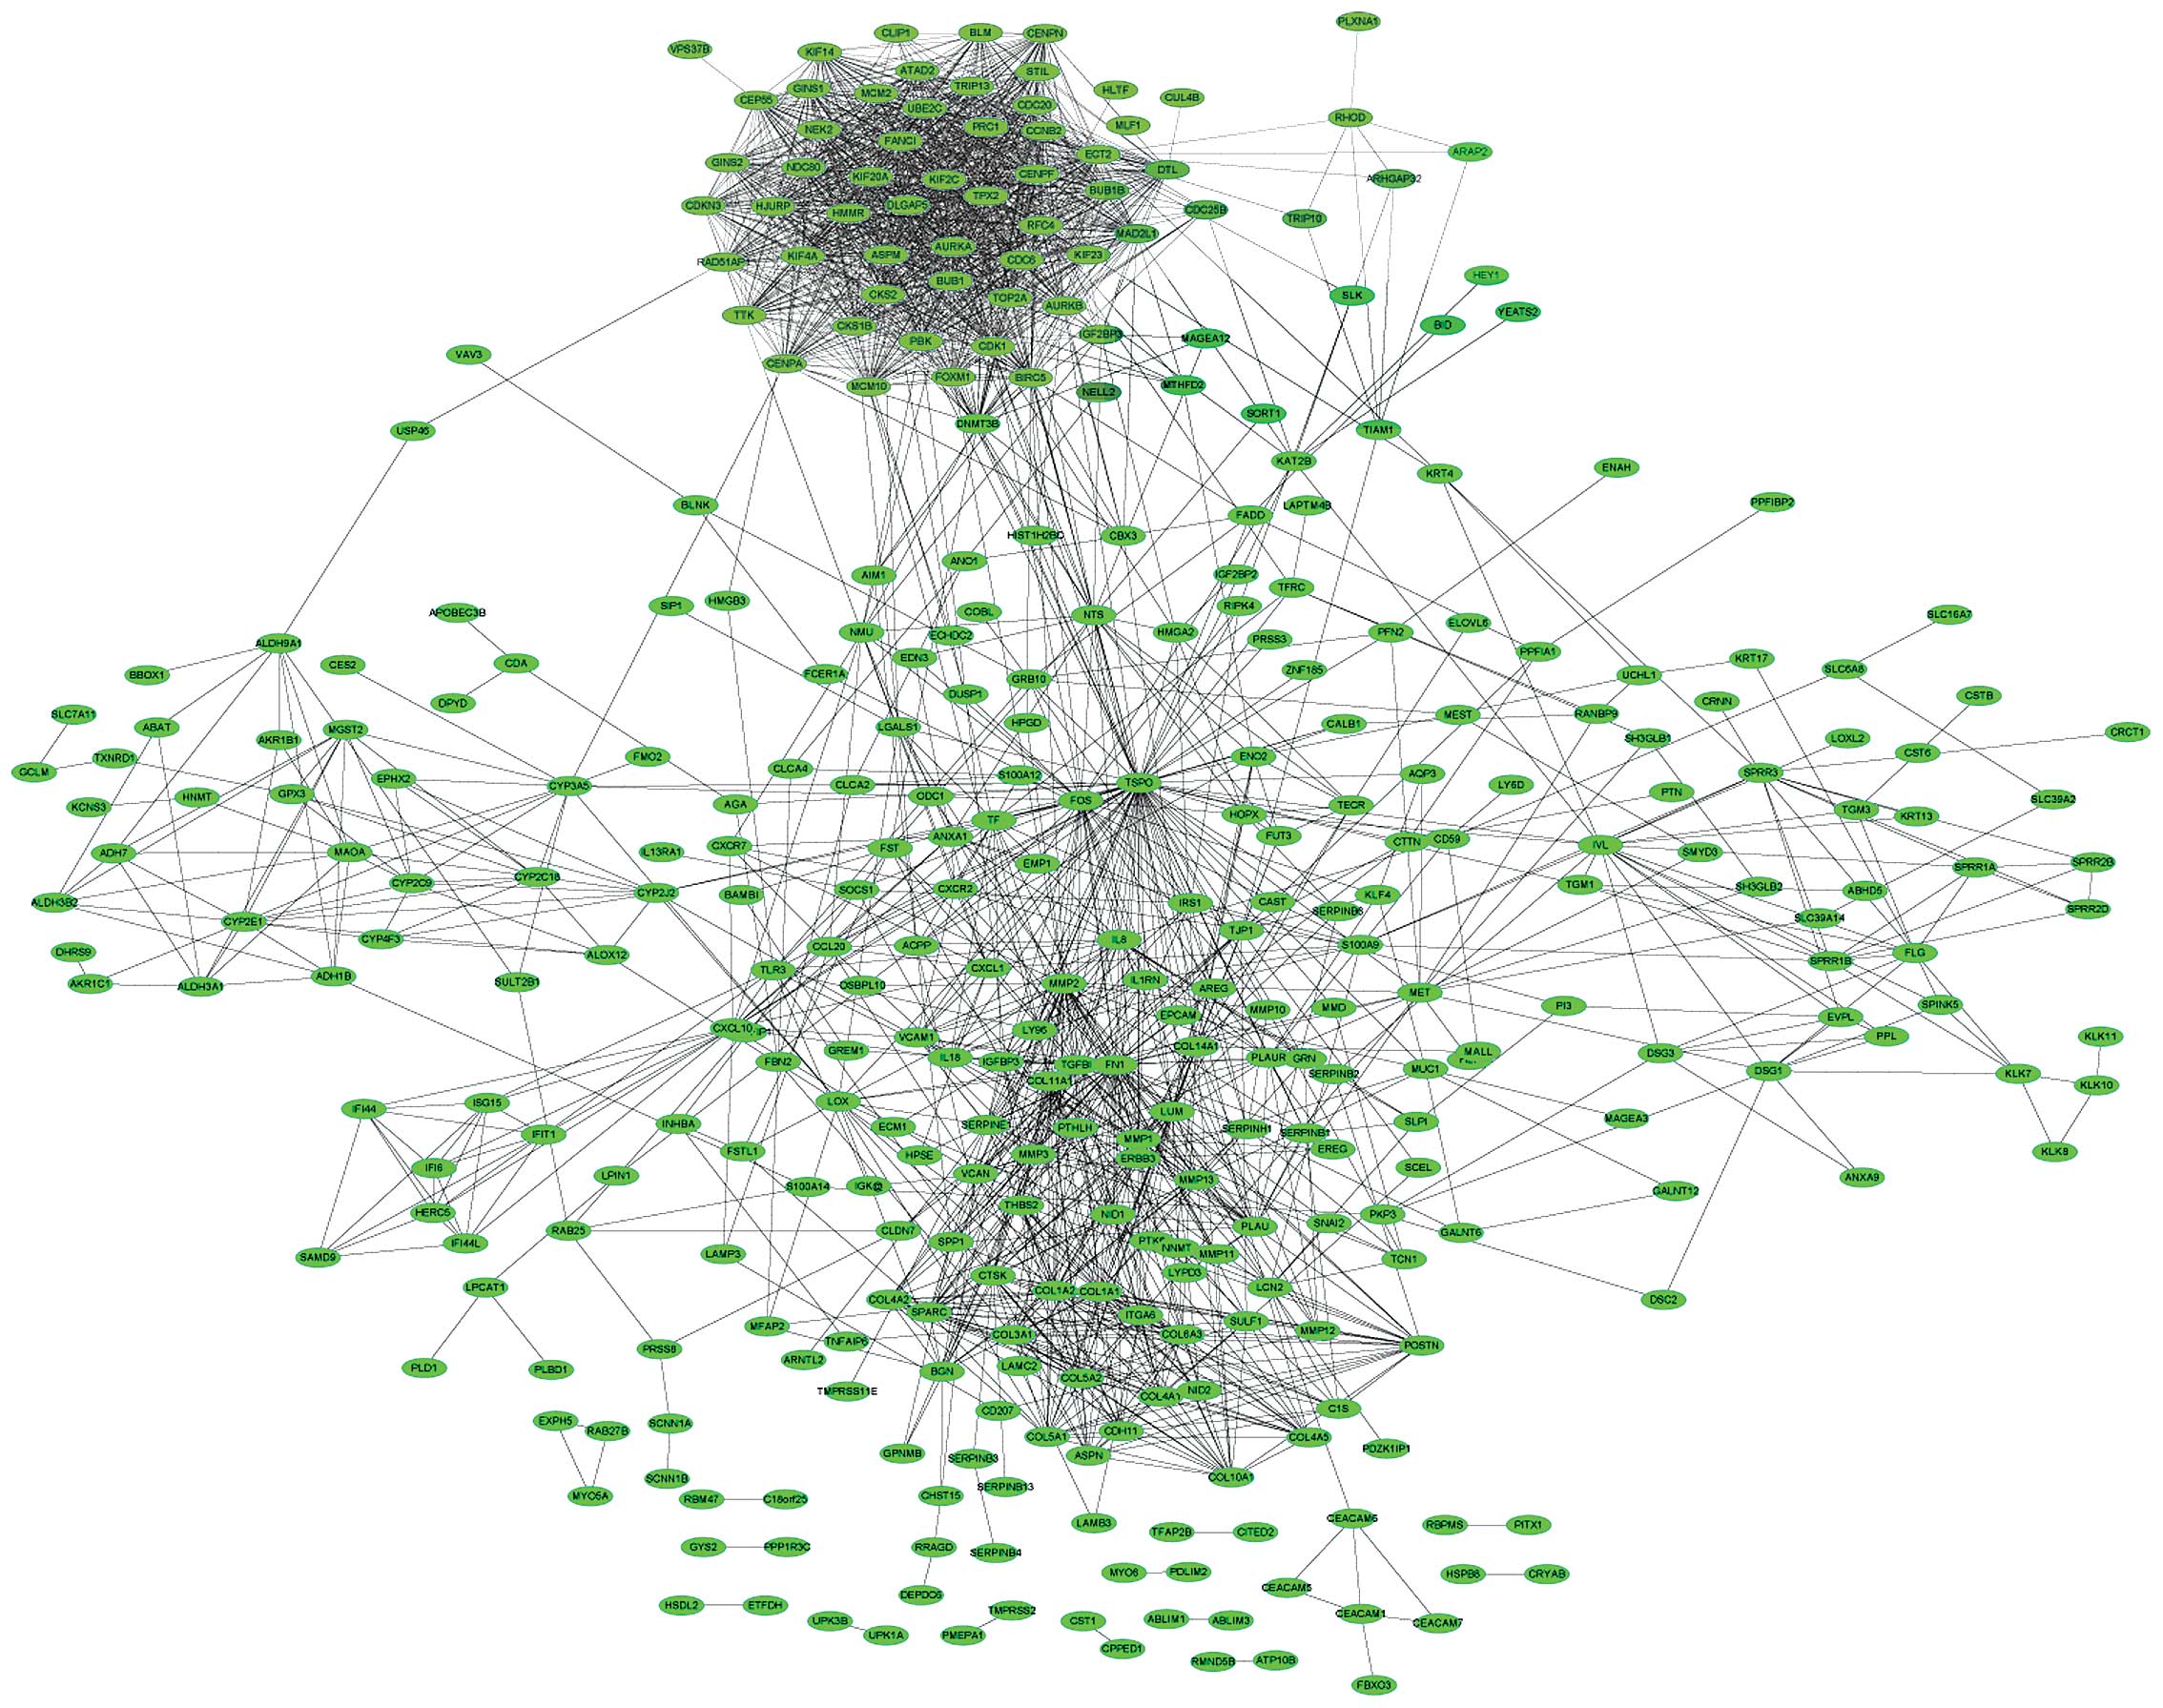 PLXNA1
CLIP1
BLM
CENPN
VPS37B
KIF14
ATAD2
STIL
TRIP13
HLTF
GINS1
MCM2
CUL4B
CEP55
UBE2C
CDC20
RHOD
MLF1
NEK2
PRC1
CCNB2
FANCI
ARAP2
ECT2
GINS2
NDC80
DTL
KIF20A
KIF2C
CENPF
ARHGAP32
BUB1B
TPX2
CDKN3
HJURP
HMMR
DLGAP5
CDC25B
TRIP10
RFC4
MAD2L1
AURKA
KIF4A
ASPM
KIF23
CDC6
HEY1
BUB1
CKS2
TOP2A
SLK
AURKB
YEATS2
TTK
CKS1B
BID
IGF2BP3
MAGEA12
PBK
CDK1
VAV3
CENPA
FOXM1
BIRC5
MCM10
MTHFD2
NELL2
SORT1
DNMT3B
USP46
TIAM1
KAT2B
KRT4
ENAH
PPFIBP2
BLNK
LAPTM4B
FADD
HIST1H2BC
CBX3
ANO1
AIM1
IGF2BP2
TFRC
HMGB3
SIP1
RIPK4
APOBEC3B
COBL
NTS
SLC16A7
ELOVL6
NMU
ECHDC2
HMGA2
PFN2
PRSS3
ALDH9A1
PPFIA1
EDN3
KRT17
CES2
CDA
SLC6A8
BBOX1
FCER1A
ZNF185
UCHL1
GRB10
DUSP1
DPYD
CSTB
CRNN
SLC7A11
MEST
RANBP9
HPGD
CALB1
ABAT
LGALS1
MGST2
CRCT1
AKR1B1
SH3GLB1
LOXL2
CST6
TXNRD1
FMO2
ENO2
GCLM
CLCA4
S100A12
AQP3
SPRR3
EPHX2
CYP3A5
CLCA2
TSPO
LY6D
GPX3
PTN
KCNS3
HNMT
ODC1
FOS
SLC39A2
AGA
TECR
TGM3
TF
HOPX
KRT13
ANXA1
FUT3
CD59
CXCR7
FST
CTTN
IVL
IL13RA1
ADH7
MAOA
SMYD3
EMP1
SPRR2B
SPRR1A
CYP2C18
CYP2C9
CYP2J2
SOCS1
CXCR2
TGM1
SH3GLB2
ABHD5
BAMBI
KLF4
ALDH3B2
IRS1
CAST
SERPINB6
SPRR2D
CYP2E1
SLC39A14
TJP1
CYP4F3
IL8
CCL20
ACPP
S100A9
DHRS9
ALOX12
FLG
SPRR1B
TLR3
CXCL1
ADH1B
SULT2B1
AKR1C1
ALDH3A1
OSBPL10
MMP2
IL1RN
AREG
MET
PI3
SPINK5
MMD
MMP10
EPCAM
EVPL
CXCL10
LY96
VCAM1
PPL
KLK11
COL14A1
GREM1
IL18
FBN2
IGFBP3
TGFBI
FN1
PLAUR
GRN
MALL
DSG3
MUC1
DSG1
SERPINB2
KLK7
COL11A1
KLK10
LOX
IFI44
ISG15
LUM
SLPI
MAGEA3
INHBA
SERPINE1
ECM1
PTHLH
SERPINH1
SERPINB1
IFIT1
MMP1
FSTL1
HPSE
MMP3
ERBB3
EREG
KLK8
IFI6
SCEL
LPIN1
VCAN
MMP13
ANXA9
S100A14
IGK@
GALNT12
THBS2
NID1
HERC5
PKP3
RAB25
CLDN7
PLAU
SNAI2
GALNT6
IFI44L
SPP1
NNMT
LAMP3
MMP11
SAMD9
TCN1
LYPD3
CTSK
LPCAT1
COL1A2
COL1A1
LCN2
COL4A2
DSC2
SPARC
ITGA6
SULF1
MFAP2
MMP12
COL3A1
COL6A3
TNFAIP6
POSTN
PRSS8
ARNTL2
LAMC2
PLD1
PLBD1
BGN
COL5A2
TMPRSS11E
COL4A1
NID2
CD207
C1S
EXPH5
SCNN1A
RAB27B
CDH11
COL5A1
COL4A5
GPNMB
ASPN
PDZK1IP1
SERPINB3
SCNN1B
COL10A1
SERPINB13
MYO5A
CHST15
RBM47
C18orf25
LAMB3
CEACAM6
RBPMS
PITX1
TFAP2B
CITED2
GYS2
PPP1R3C
RRAGD
SERPINB4
MYO6
PDLIM2
HSPB8
CRYAB
CEACAM5
DEPDC6
HSDL2
ETFDH
TMPRSS2
CEACAM1
CEACAM7
UPK3B
CST1
ABLIM1
ABLIM3
UPK1A
PMEPA1
CPPED1
RMND5B
ATP10B
FBXO3